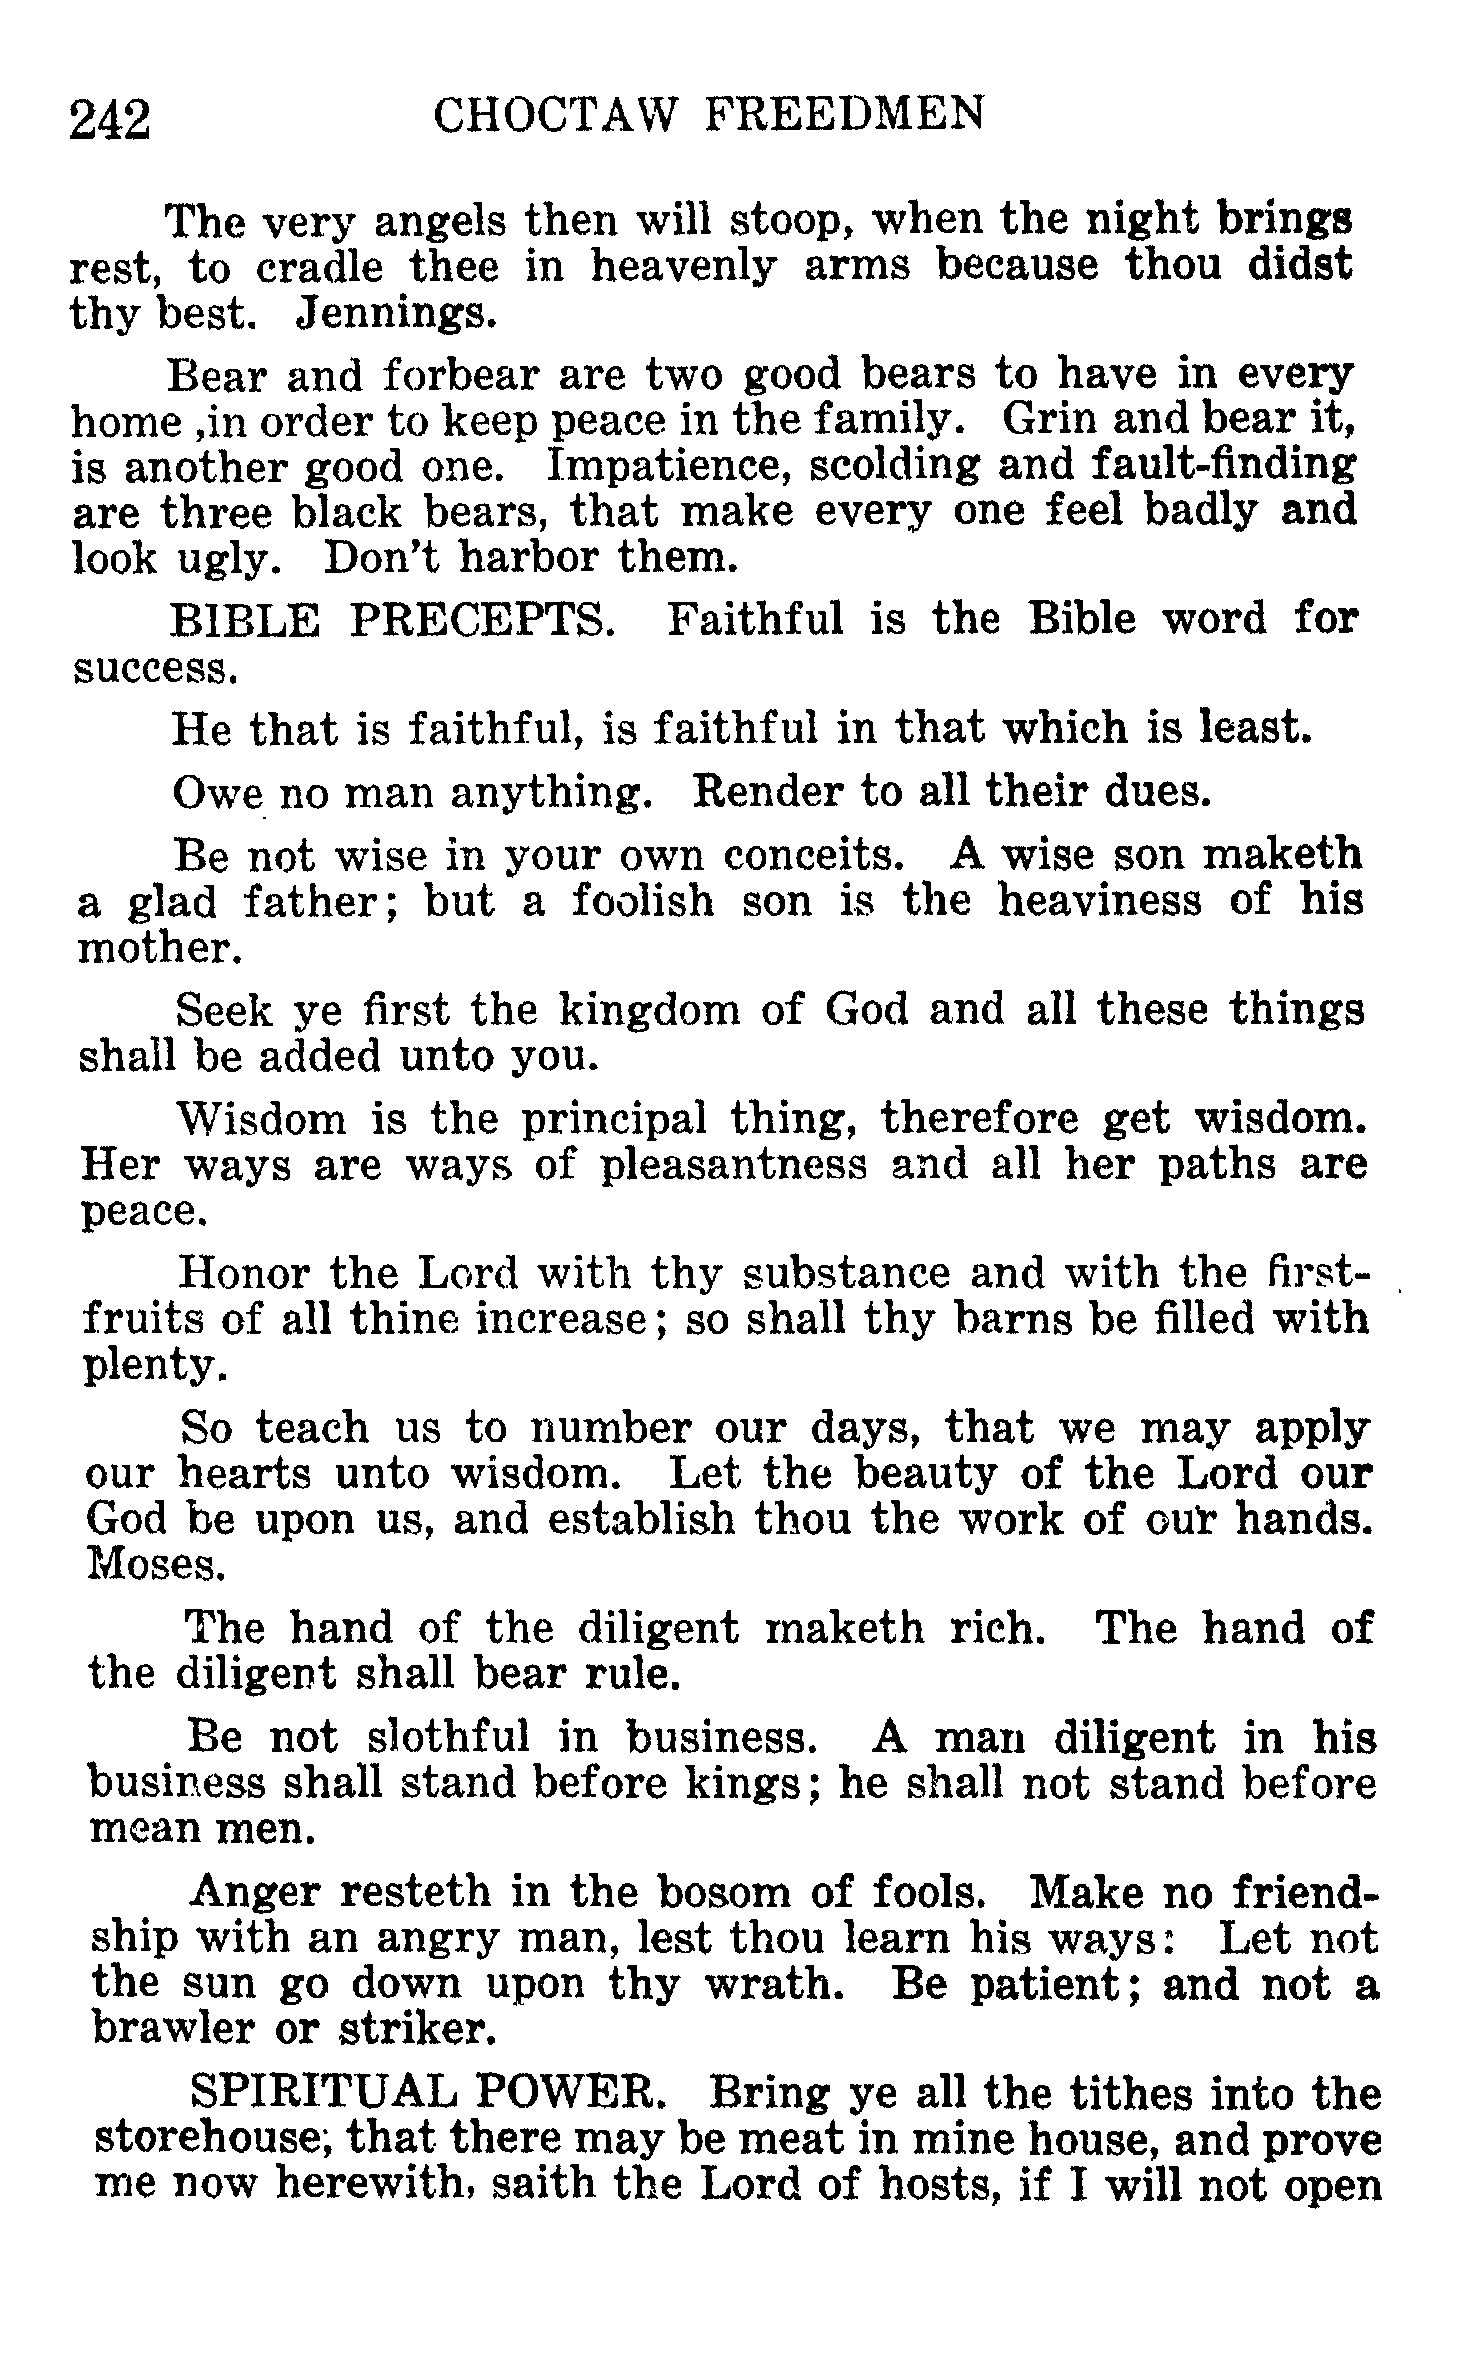 242 CHOCTAW FREEDMEN
The very angels then will stoop, when the night brings
rest, to cradle thee in heavenly arms because thou didst
thy best. Jennings.
Bear and forbear are two good bears to have in every
home ,in order to keep peace in the family. Grin and bear it,
is another good one. Impatience, scolding and fault-finding
are three black bears, that make every one feel badly and
look ugly. Don't harbor them.
BIBLE PRECEPTS. Faithful is the Bible word for
success.
He that is faithful, is faithful in that which is least.
Owe no man anything. Render to all their dues.
Be not wise in your own conceits. A wise son maketh
a glad father; but a foolish son is the heaviness of his
mother.
Seek ye first the kingdom of God and all these things
shall be added unto you.
Wisdom is the principal thing, therefore get wisdom.
Her ways are ways of pleasantness and all her paths are
peace.
Honor the Lord with thy substance and with the first-
fruits of all thine increase; so shall thy barns be filled with
plenty.
So teach us to number our days, that we may apply
our hearts unto wisdom. Let the beauty of the Lord our
God be upon us, and establish thou the work of our hands.
Moses.
The hand of the diligent maketh rich. The hand of
the diligent shall bear rule.
Be not slothful in business. A man diligent in his
business shall stand before kings; he shall not stand before
mean men.
Anger resteth in the bosom of fools. Make no friend-
ship with an angry man, lest thou learn his ways: Let not
the sun go down upon thy wrath. Be patient; and not a
brawler or striker.
SPIRITUAL POWER. Bring ye all the tithes into the
storehouse; that there may be meat in mine house, and prove
me now herewith, saith the Lord of hosts, if I will not open